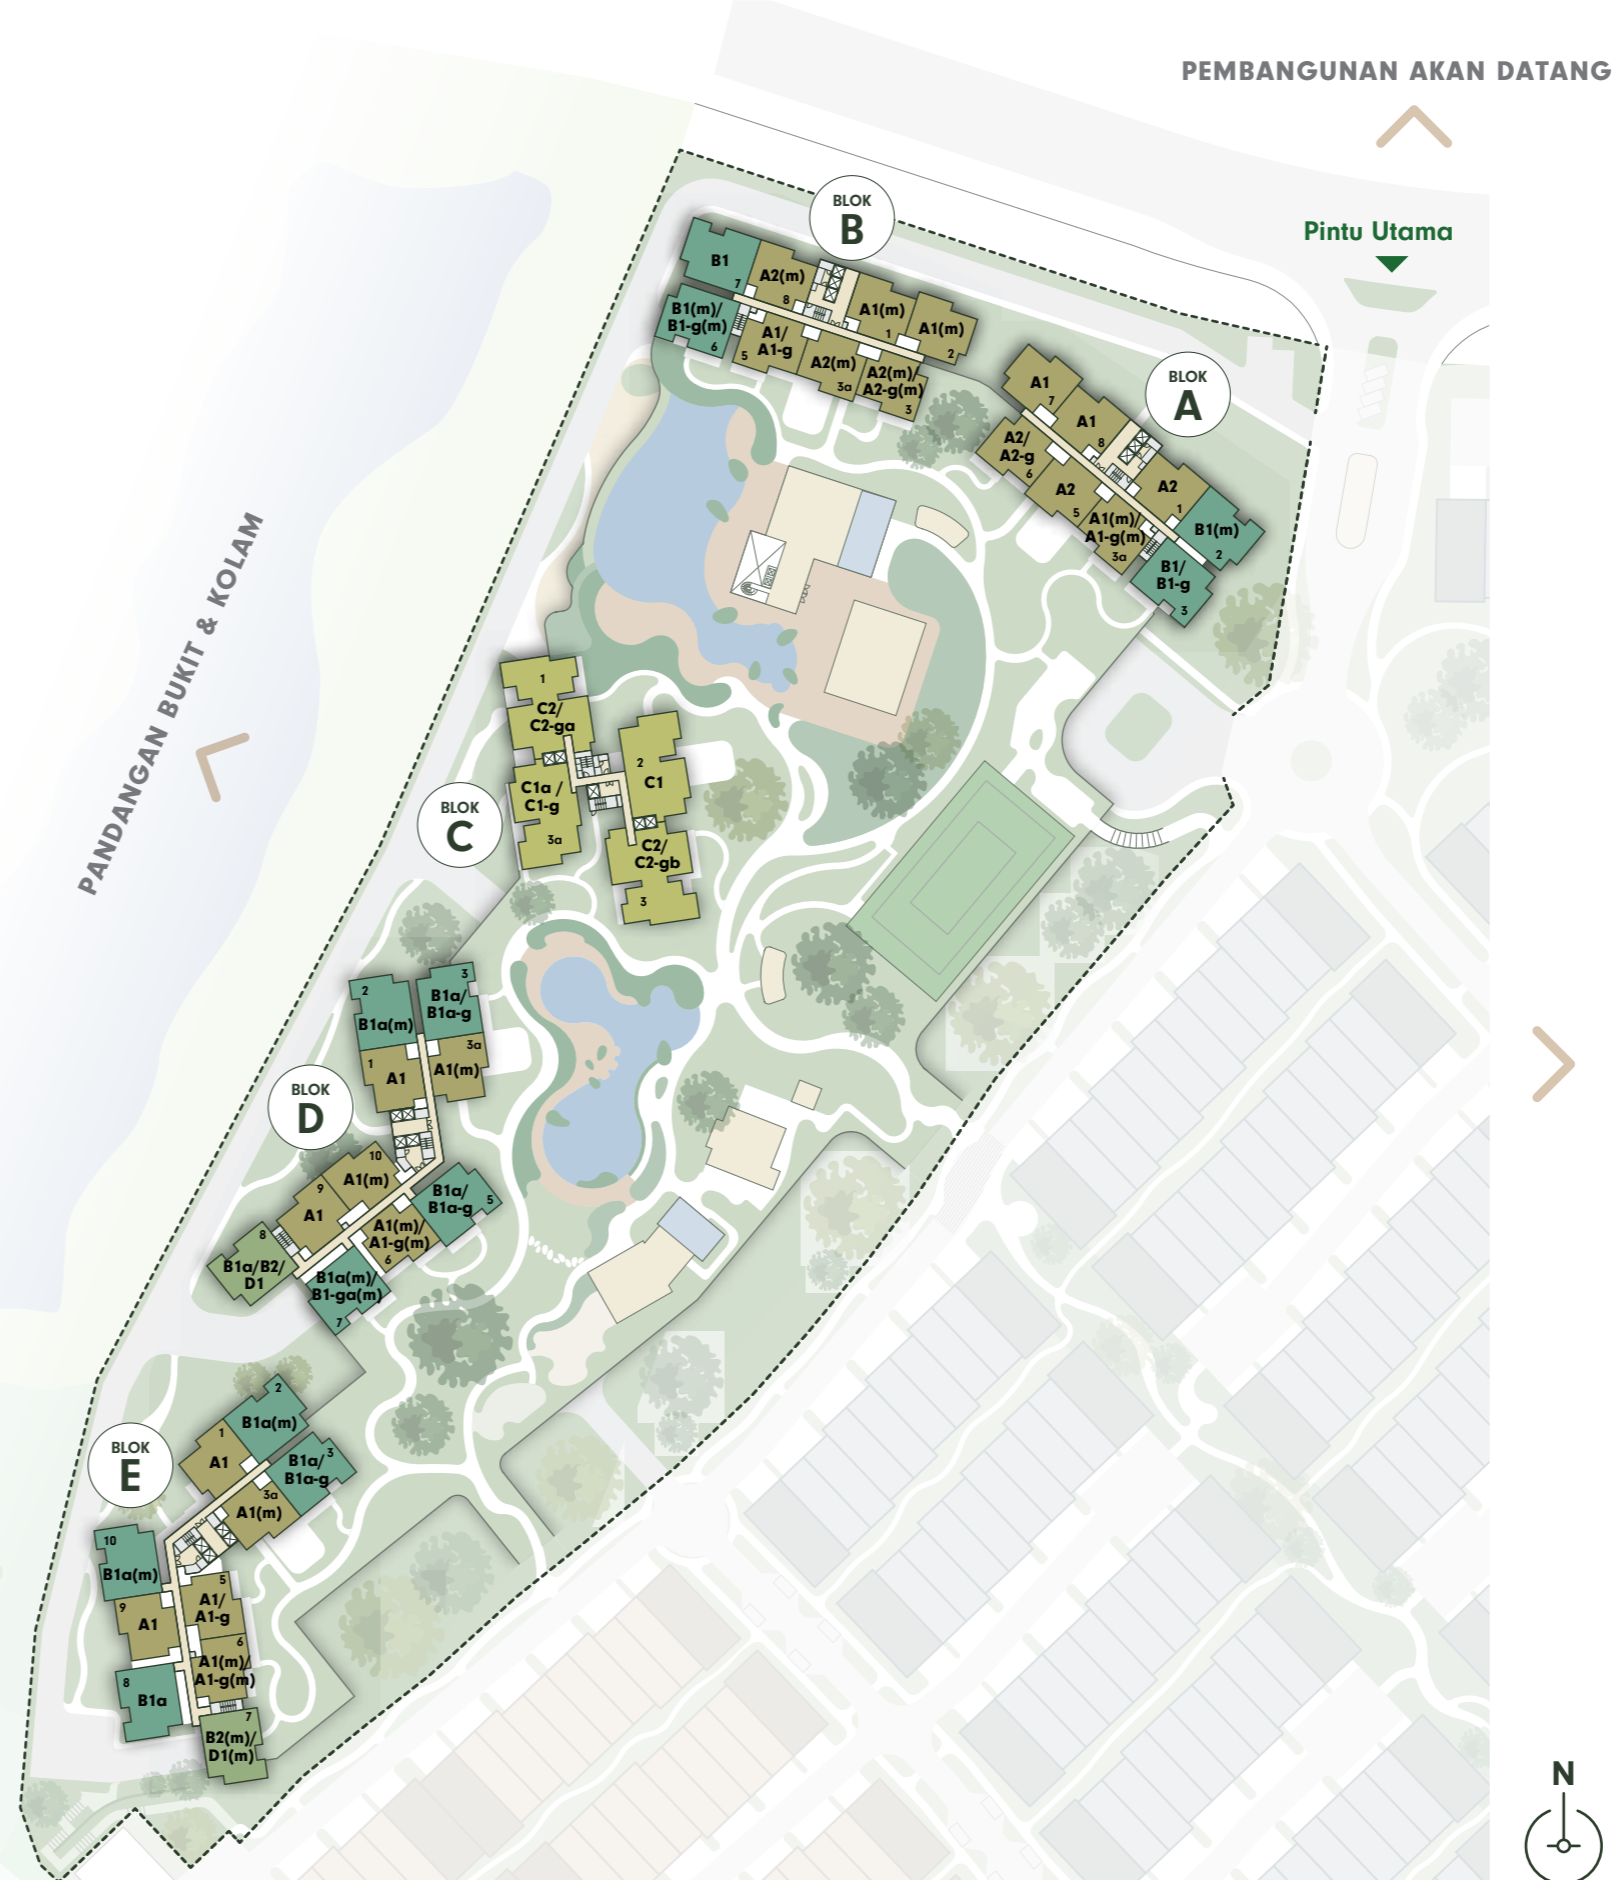 PEMBANGUNAN AKAN DATANG
Pintu Utama
PANDANGAN BUKIT & KOLAM
BLOK
B
B1
7
A2(m)
8
A1(m)
1
A1(m)
2
B1(m)/
B1-g(m)
6
A1/
A1-g
5
A2(m)
3a
A2(m)/
A2-g(m)
3
BLOK
A
A1
7
A1
8
A2/
A2-g
6
A2
5
A2
1
A1(m)/
A1-g(m)
3a
B1(m)
2
B1/
B1-g
3
BLOK
C
1
C2/
C2-ga
2
C1
C1a /
C1-g
3a
C2/
C2-gb
3
BLOK
D
2
B1a(m)
3
B1a/
B1a-g
1
A1
3a
A1(m)
10
A1(m)
9
A1
B1a/
B1a-g
5
A1(m)/
A1-g(m)
6
8
B1a/B2/
D1
B1a(m)/
B1-ga(m)
7
BLOK
E
2
B1a(m)
1
A1
B1a/
B1a-g
3
3a
A1(m)
10
B1a(m)
5
A1/
A1-g
9
A1
6
A1(m)/
A1-g(m)
8
B1a
7
B2(m)/
D1(m)
N